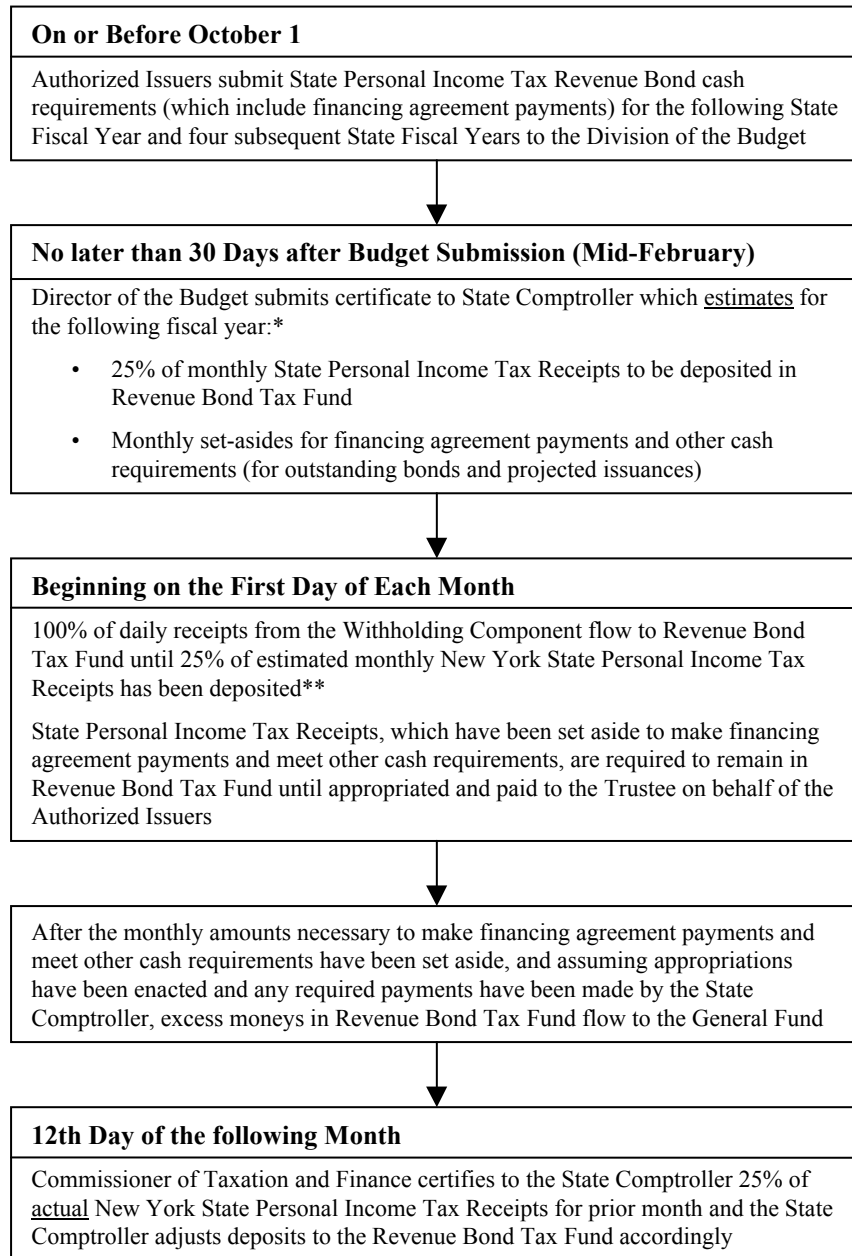 On or Before October 1
Authorized Issuers submit State Personal Income Tax Revenue Bond cash
requirements (which include financing agreement payments) for the following State
Fiscal Year and four subsequent State Fiscal Years to the Division of the Budget
No later than 30 Days after Budget Submission (Mid-February)
Director of the Budget submits certificate to State Comptroller which estimates for
the following fiscal year:*
• 25% of monthly State Personal Income Tax Receipts to be deposited in
Revenue Bond Tax Fund
• Monthly set-asides for financing agreement payments and other cash
requirements (for outstanding bonds and projected issuances)
Beginning on the First Day of Each Month
100% of daily receipts from the Withholding Component flow to Revenue Bond
Tax Fund until 25% of estimated monthly New York State Personal Income Tax
Receipts has been deposited**
State Personal Income Tax Receipts, which have been set aside to make financing
agreement payments and meet other cash requirements, are required to remain in
Revenue Bond Tax Fund until appropriated and paid to the Trustee on behalf of the
Authorized Issuers
After the monthly amounts necessary to make financing agreement payments and
meet other cash requirements have been set aside, and assuming appropriations
have been enacted and any required payments have been made by the State
Comptroller, excess moneys in Revenue Bond Tax Fund flow to the General Fund
12th Day of the following Month
Commissioner of Taxation and Finance certifies to the State Comptroller 25% of
actual New York State Personal Income Tax Receipts for prior month and the State
Comptroller adjusts deposits to the Revenue Bond Tax Fund accordingly